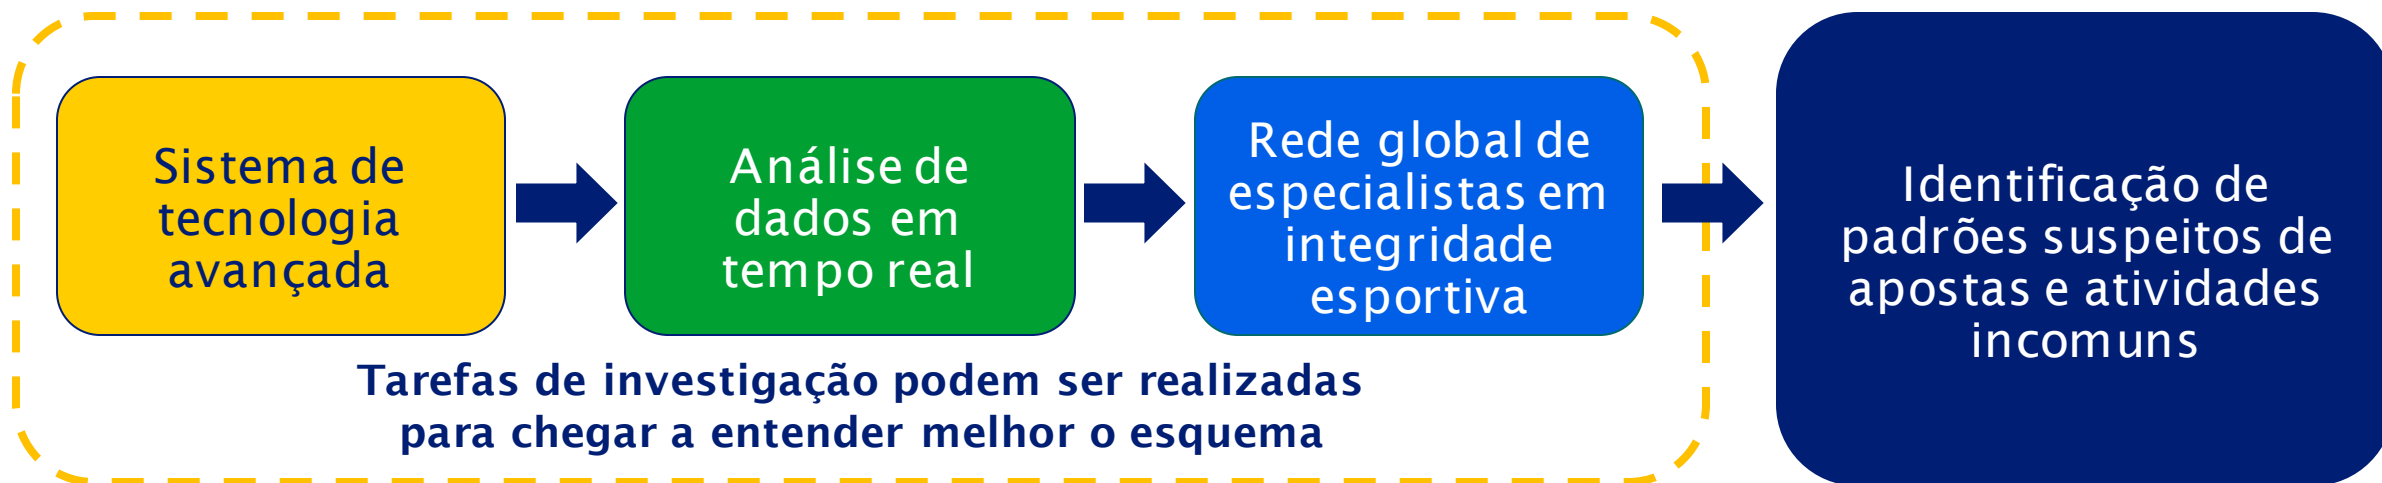 Sistema de
tecnologia
avançada
Análise de
dados em
tempo real
Rede global de
especialistas em
integridade
esportiva
Identificação de
padrões suspeitos de
apostas e atividades
incomuns
Tarefas de investigação podem ser realizadas
para chegar a entender melhor o esquema